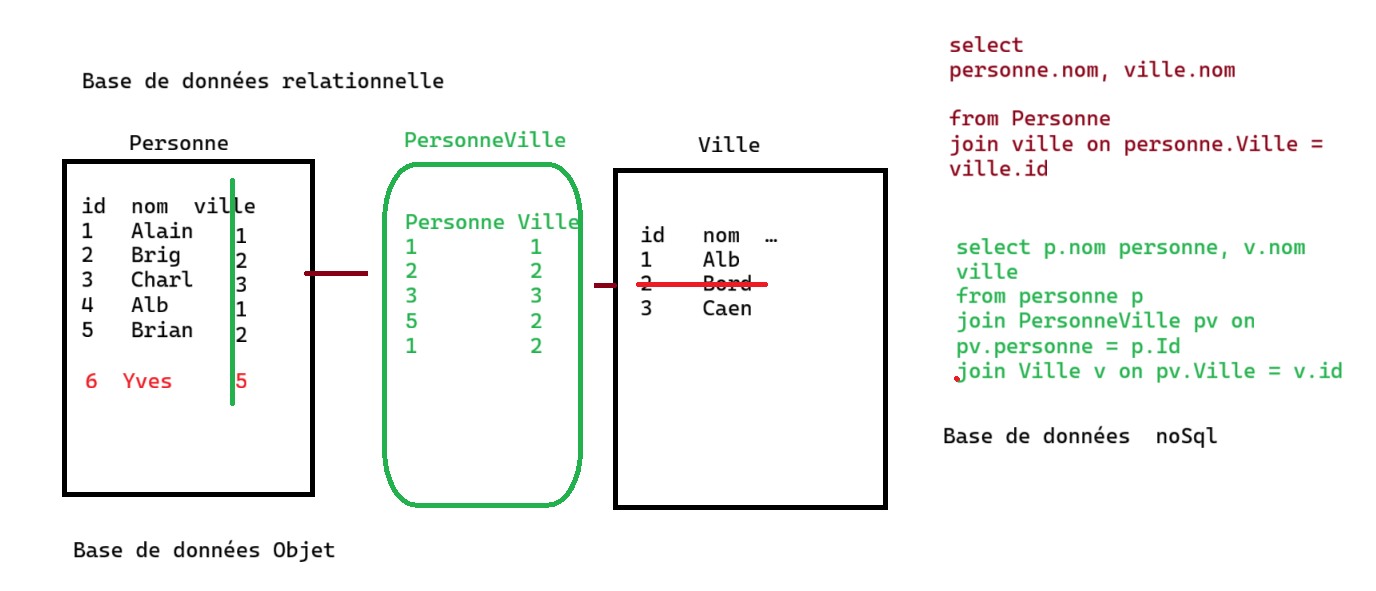 Base de données relationnelle
Personne
id nom ville
1 Alain 1
2 Brig 2
3 Charl 3
4 Alb 1
5 Brian 2
6 Yves 5
PersonneVille
Personne Ville
1 1
2 2
3 3
5 2
1 2
Ville
id nom …
1 Alb
2 Bord
3 Caen
select
personne.nom, ville.nom
from Personne
join ville on personne.Ville =
ville.id
select p.nom personne, v.nom
ville
from personne p
join PersonneVille pv on
pv.personne = p.Id
join Ville v on pv.Ville = v.id
Base de données noSql
Base de données Objet